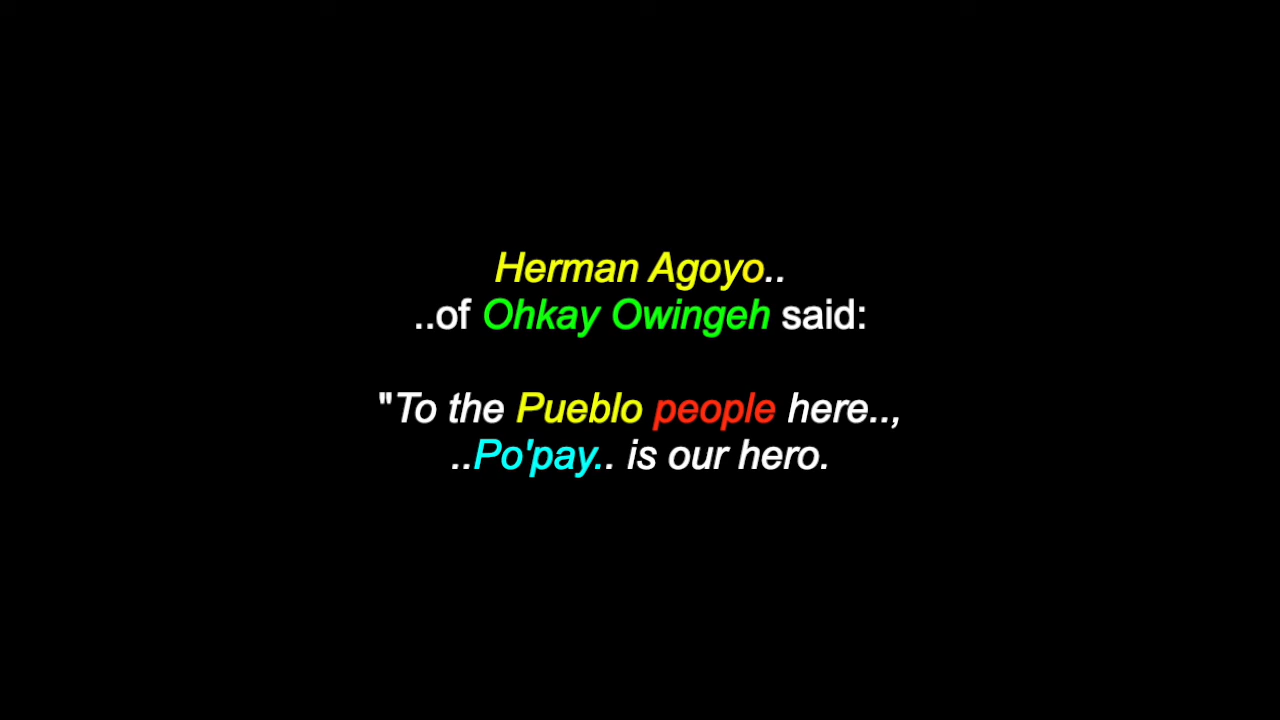 Herman Agoyo..
..of Ohkay Owingeh said:
"To the Pueblo people here..,
..Po'pay.. is our hero.